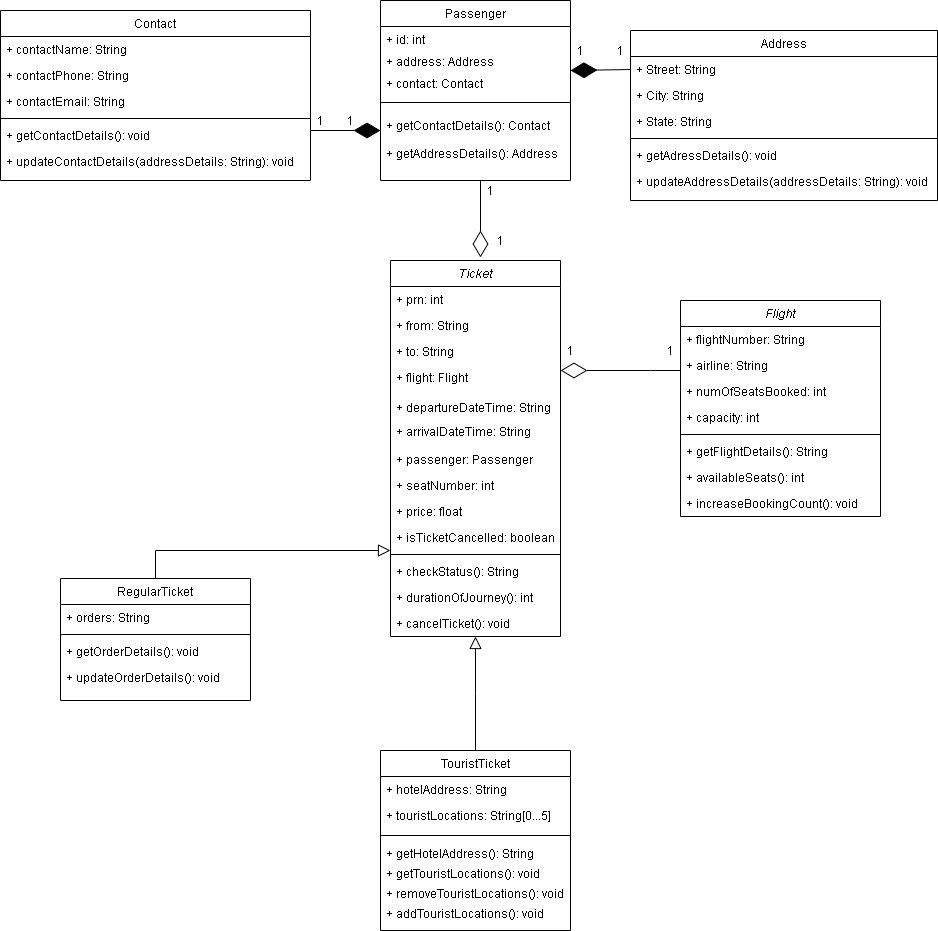 Contact
+ contactName: String
+ contactPhone: String
+ contactEmail: String
+ getContactDetails(): void
+ updateContactDetails(addressDetails: String): void
1
1
Passenger
+ id: int
+ address: Address
+ contact: Contact
+ getContactDetails(): Contact
+ getAddressDetails(): Address
1
1
Address
+ Street: String
+ City: String
+ State: String
+ getAdressDetails(): void
+ updateAddressDetails(addressDetails: String): void
1
1
Ticket
+ prn: int
+ from: String
+ to: String
+ flight: Flight
+ departureDateTime: String
+ arrivalDateTime: String
+ passenger: Passenger
+ seatNumber: int
+ price: float
+ isTicketCancelled: boolean
+ checkStatus(): String
+ durationOfJourney(): int
+ cancelTicket(): void
1
1
Flight
+ flightNumber: String
+ airline: String
+ numOfSeatsBooked: int
+ capacity: int
+ getFlightDetails(): String
+ availableSeats(): int
+ increaseBookingCount(): void
RegularTicket
+ orders: String
+ getOrderDetails(): void
+ updateOrderDetails(): void
TouristTicket
+ hotelAddress: String
+ touristLocations: String[0...5]
+ getHotelAddress(): String
+ getTouristLocations(): void
+ removeTouristLocations(): void
+ addTouristLocations(): void